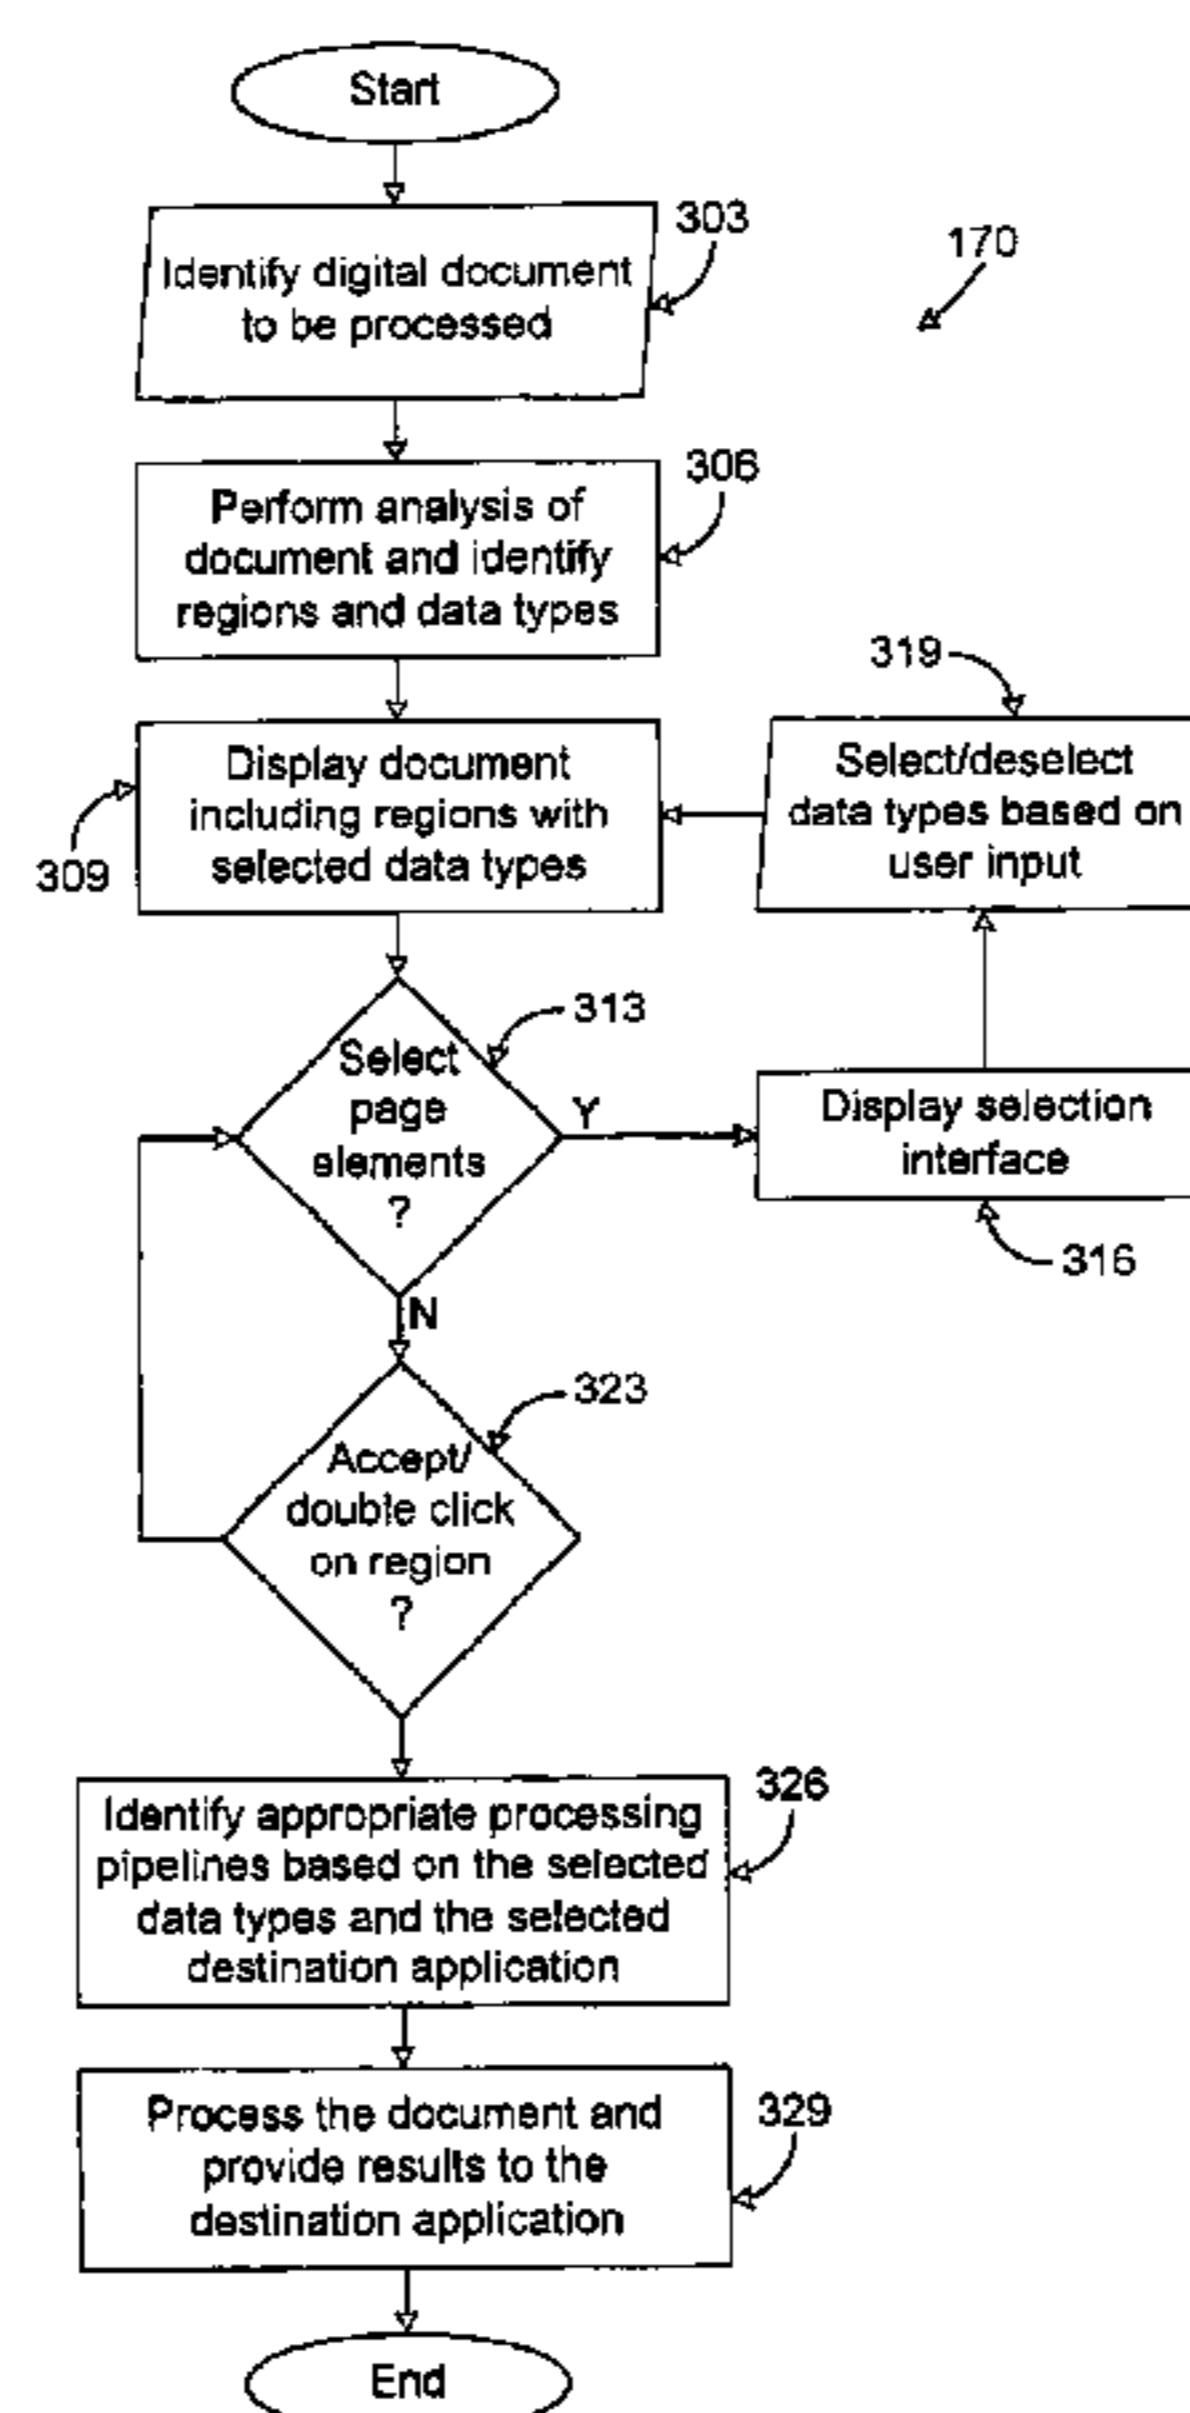 Start
303
170
Identify digital document
to be processed
306
Perform analysis of
document and identify
regions and data types
319
Display document
including regions with
selected data types
309
Select/deselect
data types based on
user input
313
Select
page
elements
?
Y
Display selection
interface
316
N
323
Accept/
double click
on region
?
326
Identify appropriate processing
pipelines based on the selected
data types and the selected
destination application
329
Process the document and
provide results to the
destination application
End